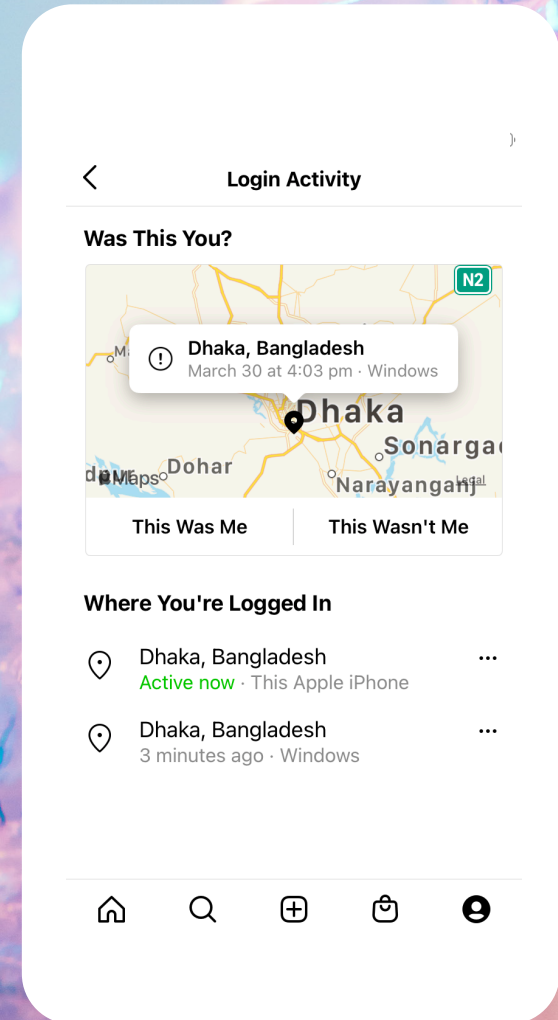 Login Activity
Was This You?
N2
Dhaka, Bangladesh
March 30 at 4:03 pm · Windows
Dhaka
Sonarga
Dohar
Maps
Legal
Narayanganj
This Was Me
This Wasn't Me
Where You're Logged In
Dhaka, Bangladesh
Active now · This Apple iPhone
Dhaka, Bangladesh
3 minutes ago · Windows